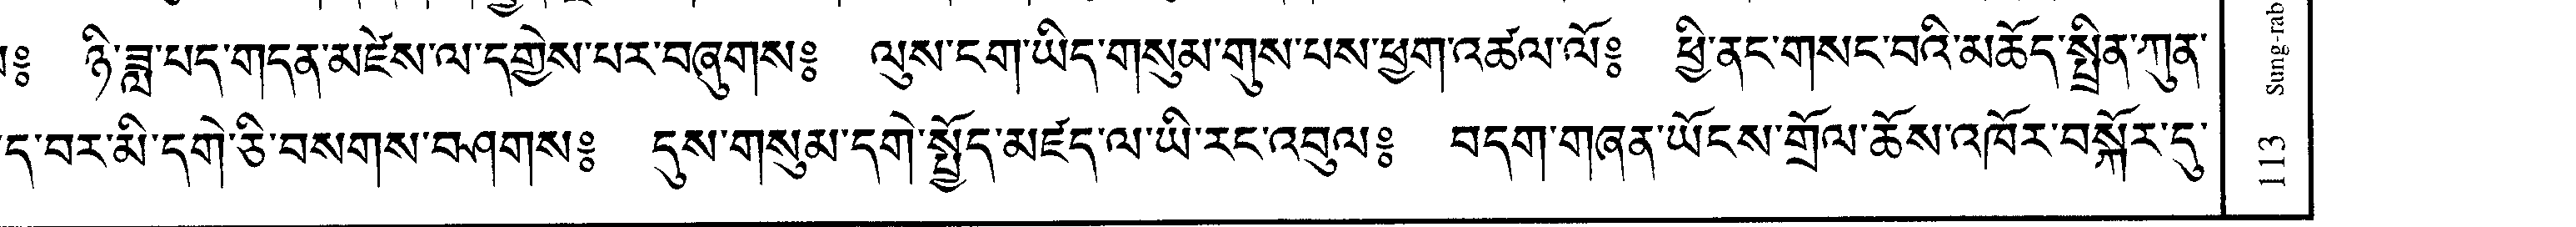 ༔ ཉི་ཟླ་པད་གདན་མཛེས་ལ་དགྱེས་པར་བཞུགས༔ ལུས་ངག་ཡིད་གསུམ་གུས་པས་ཕྱག་འཚལ་ལོ༔ ཕྱི་ནང་གསང་བའི་མཆོད་སྤྲིན་ཀུན་
ད་བར་མི་དགེ་ཅི་བསགས་བཤགས༔ དུས་གསུམ་དགེ་སྤྱོད་མཛད་ལ་ཡི་རང་འབུལ༔ བདག་གཞན་ཡོངས་གྲོལ་ཆོས་འཁོར་བསྐོར་དུ་
Sung-rab
113